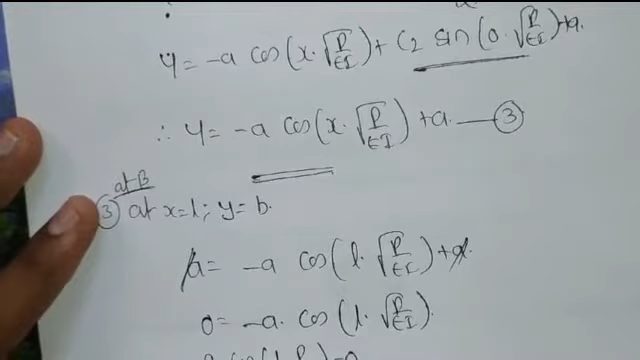 y = -a cos(x.√P/EI) + C2 sin(0.√P/EI) + a.
∴ y = -a cos(x.√P/EI) + a. — ③
at B
③ at x=l; y= b.
a = -a cos(l.√P/EI) + a.
0 = -a. cos(l.√P/EI).